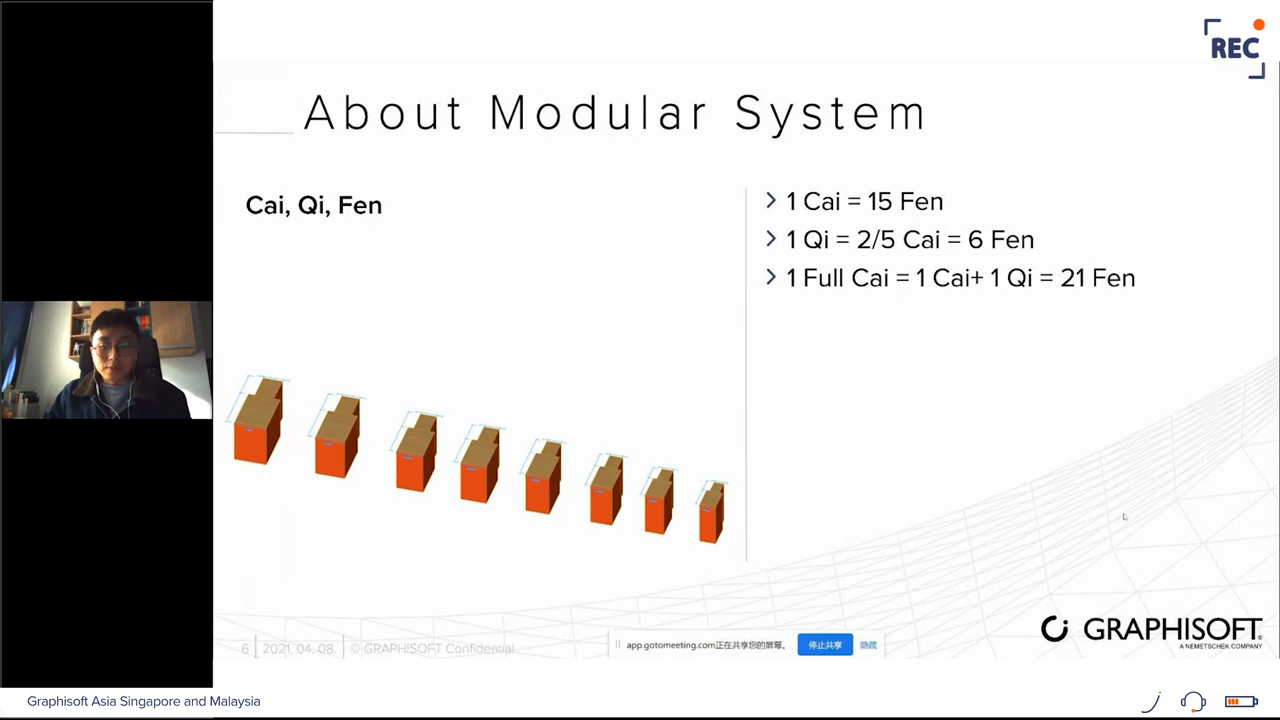 REC
About Modular System
Cai, Qi, Fen
1 Cai = 15 Fen
1 Qi = 2/5 Cai = 6 Fen
1 Full Cai = 1 Cai+ 1 Qi = 21 Fen
6 2021. 04. 08. © GRAPHISOFT Confidential
app.gotomeeting.com正在共享您的屏幕。 停止共享 隐藏
GRAPHISOFT
A NEMETSCHEK COMPANY
Graphisoft Asia Singapore and Malaysia